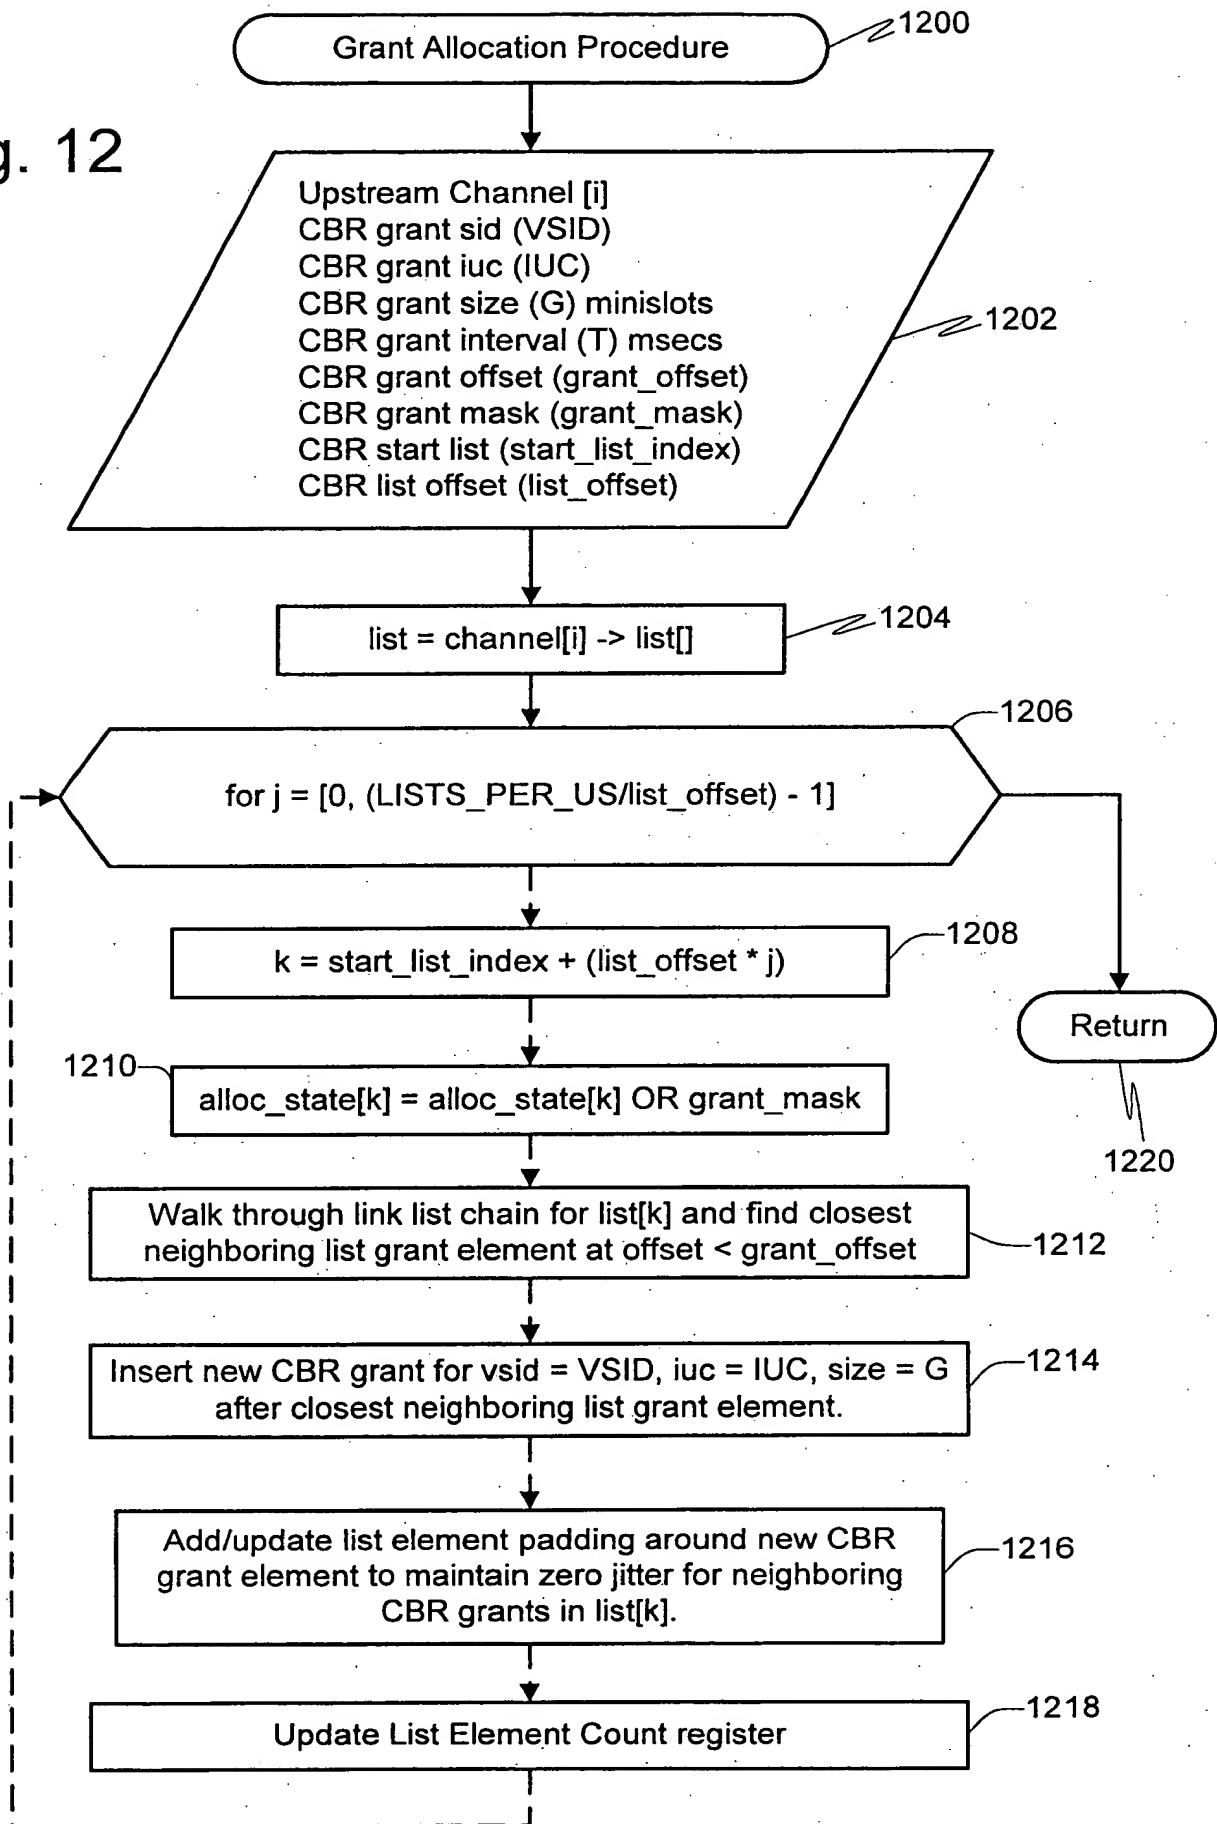 Grant Allocation Procedure
1200
g. 12
Upstream Channel [i]
CBR grant sid (VSID)
CBR grant iuc (IUC)
CBR grant size (G) minislots
CBR grant interval (T) msecs
CBR grant offset (grant_offset)
CBR grant mask (grant_mask)
CBR start list (start_list_index)
CBR list offset (list_offset)
1202
list = channel[i] -> list[]
1204
1206
for j = [0, (LISTS_PER_US/list_offset) - 1]
k = start_list_index + (list_offset * j)
1208
Return
1220
1210
alloc_state[k] = alloc_state[k] OR grant_mask
Walk through link list chain for list[k] and find closest
neighboring list grant element at offset < grant_offset
1212
Insert new CBR grant for vsid = VSID, iuc = IUC, size = G
after closest neighboring list grant element.
1214
Add/update list element padding around new CBR
grant element to maintain zero jitter for neighboring
CBR grants in list[k].
1216
Update List Element Count register
1218